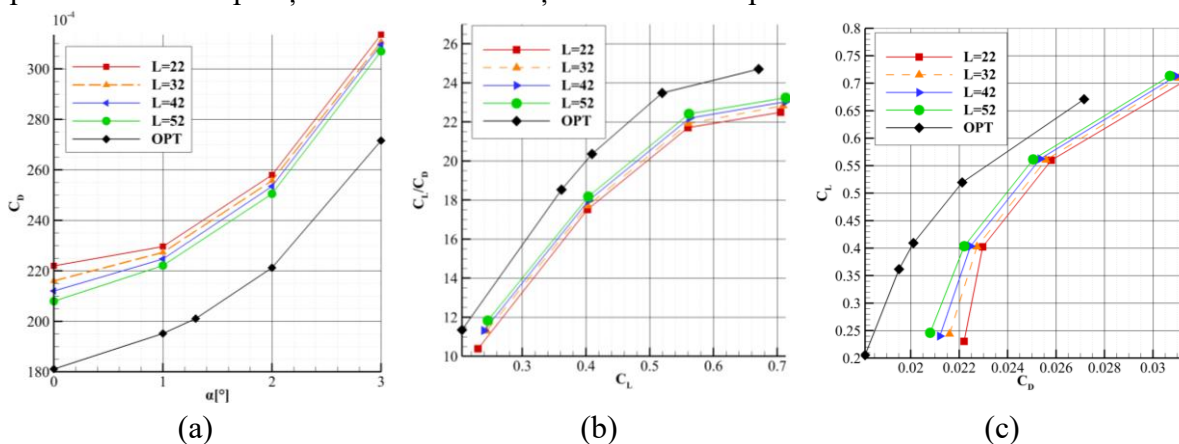 10⁻⁴
L=22
L=32
L=42
L=52
OPT
300
280
260
240
220
200
180
C_D
0 1 2 3
α[°]
L=22
L=32
L=42
L=52
OPT
26
24
22
20
18
16
14
12
10
C_L/C_D
0.3 0.4 0.5 0.6 0.7
C_L
L=22
L=32
L=42
L=52
OPT
0.8
0.75
0.7
0.65
0.6
0.55
0.5
0.45
0.4
0.35
0.3
0.25
0.2
C_L
0.02 0.022 0.024 0.026 0.028 0.03
C_D
(a) (b) (c)